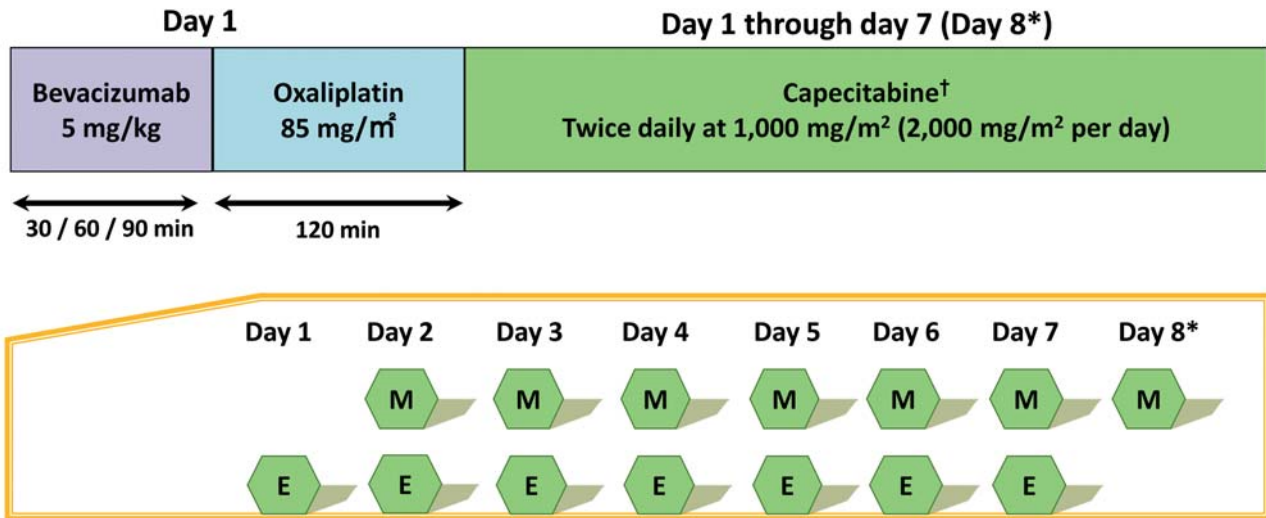 Day 1
Day 1 through day 7 (Day 8*)
Bevacizumab
5 mg/kg
Oxaliplatin
85 mg/㎡
Capecitabine†
Twice daily at 1,000 mg/m² (2,000 mg/m² per day)
30 / 60 / 90 min
120 min
Day 1 Day 2 Day 3 Day 4 Day 5 Day 6 Day 7 Day 8*
M M M M M M M
E E E E E E E